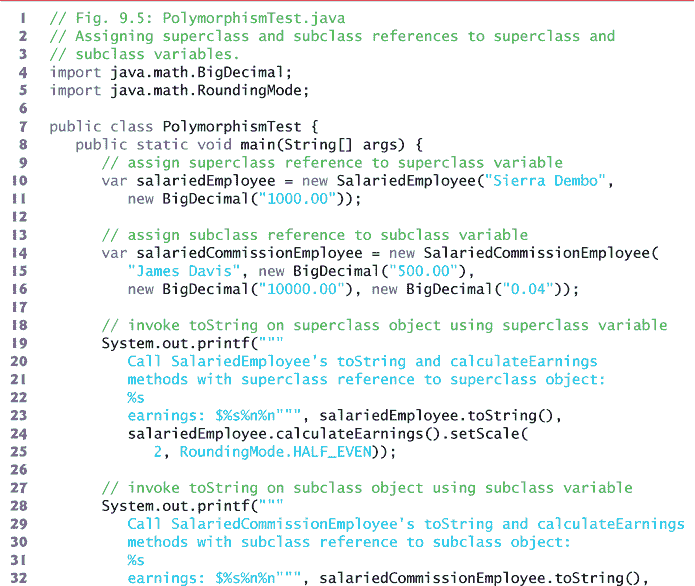 1 // Fig. 9.5: PolymorphismTest.java
2 // Assigning superclass and subclass references to superclass and
3 // subclass variables.
4 import java.math.BigDecimal;
5 import java.math.RoundingMode;
6
7 public class PolymorphismTest {
8    public static void main(String[] args) {
9       // assign superclass reference to superclass variable
10       var salariedEmployee = new SalariedEmployee("Sierra Dembo",
11          new BigDecimal("1000.00"));
12
13       // assign subclass reference to subclass variable
14       var salariedCommissionEmployee = new SalariedCommissionEmployee(
15          "James Davis", new BigDecimal("500.00"),
16          new BigDecimal("10000.00"), new BigDecimal("0.04"));
17
18       // invoke toString on superclass object using superclass variable
19       System.out.printf("""
20          Call SalariedEmployee's toString and calculateEarnings
21          methods with superclass reference to superclass object:
22          %s
23          earnings: $%s%n%n""", salariedEmployee.toString(),
24          salariedEmployee.calculateEarnings().setScale(
25             2, RoundingMode.HALF_EVEN));
26
27       // invoke toString on subclass object using subclass variable
28       System.out.printf("""
29          Call SalariedCommissionEmployee's toString and calculateEarnings
30          methods with subclass reference to subclass object:
31          %s
32          earnings: $%s%n%n""", salariedCommissionEmployee.toString(),